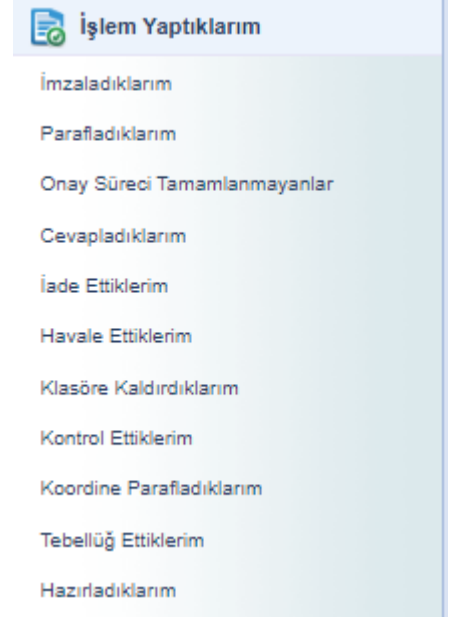 İşlem Yaptıklarım
İmzaladıklarım
Parafladıklarım
Onay Süreci Tamamlanmayanlar
Cevapladıklarım
İade Ettiklerim
Havale Ettiklerim
Klasöre Kaldırdıklarım
Kontrol Ettiklerim
Koordine Parafladıklarım
Tebellüğ Ettiklerim
Hazırladıklarım